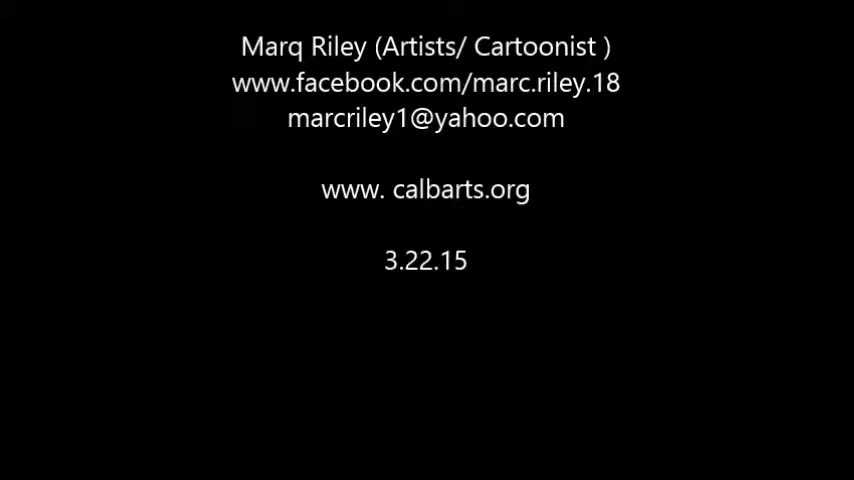 Marq Riley (Artists/ Cartoonist )
www.facebook.com/marc.riley.18
marcriley1@yahoo.com
www. calbarts.org
3.22.15